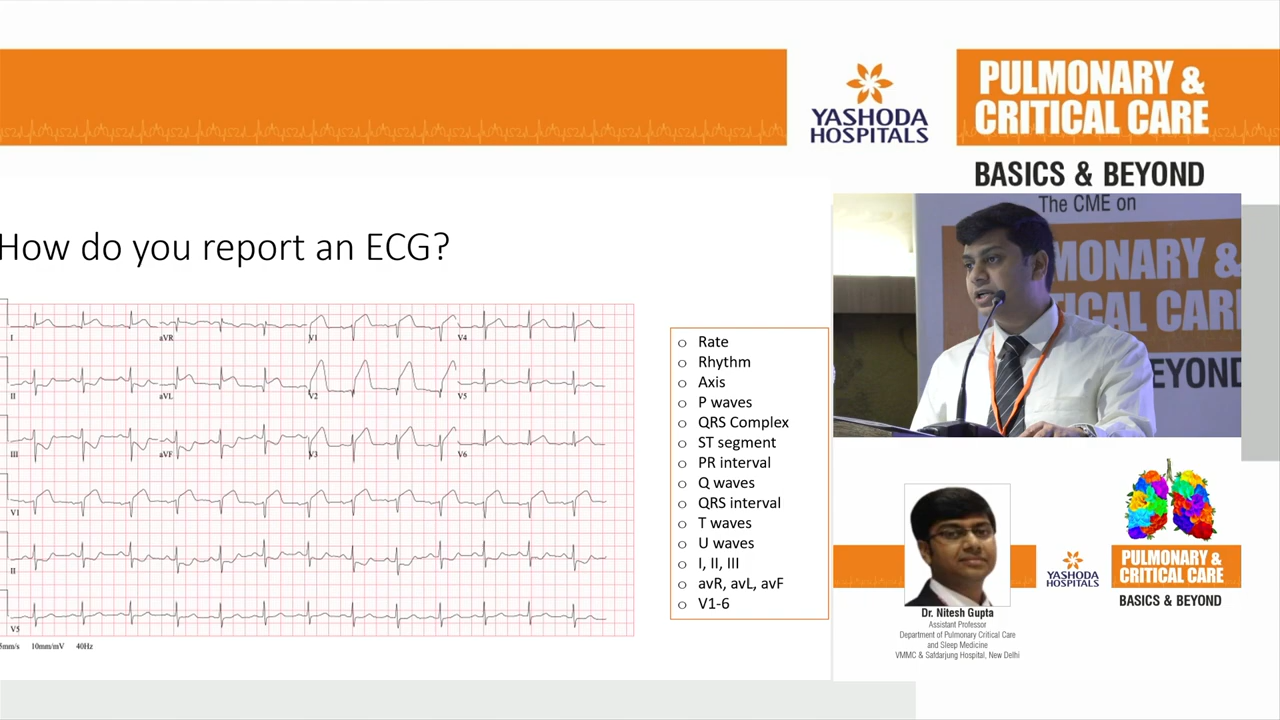 YASHODA
HOSPITALS
PULMONARY &
CRITICAL CARE
BASICS & BEYOND
The CME on
MONARY &
ICAL CAR
EYOND
How do you report an ECG?
I
aVR
V1
V4
II
aVL
V2
V5
III
aVF
V3
V6
V1
II
V5
5mm/s 10mm/mV 40Hz
o Rate
o Rhythm
o Axis
o P waves
o QRS Complex
o ST segment
o PR interval
o Q waves
o QRS interval
o T waves
o U waves
o I, II, III
o avR, avL, avF
o V1-6
Dr. Nitesh Gupta
Assistant Professor
Department of Pulmonary Critical Care
and Sleep Medicine
VMMC & Safdarjung Hospital, New Delhi
YASHODA
HOSPITALS
PULMONARY &
CRITICAL CARE
BASICS & BEYOND